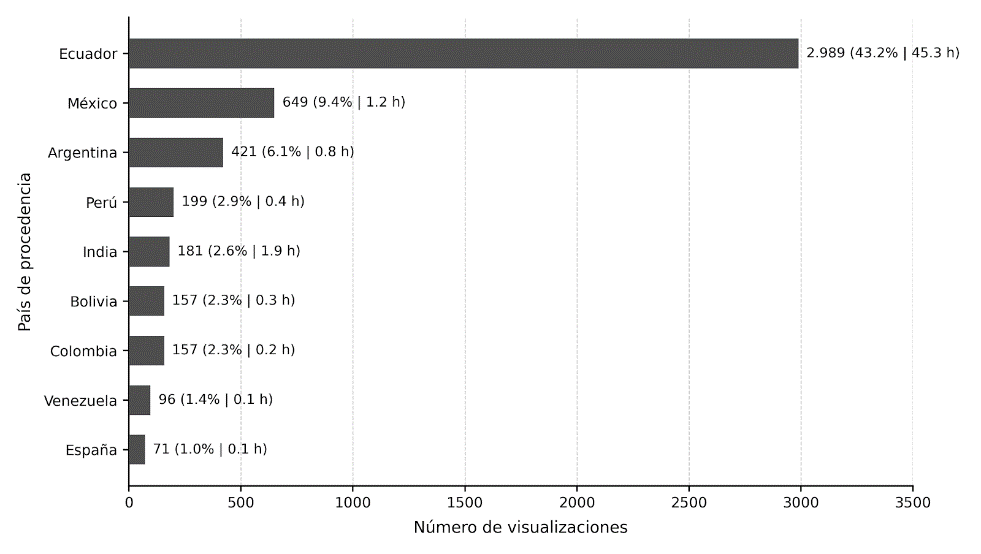 Ecuador 2.989 (43.2% | 45.3 h)
México 649 (9.4% | 1.2 h)
Argentina 421 (6.1% | 0.8 h)
Perú 199 (2.9% | 0.4 h)
India 181 (2.6% | 1.9 h)
Bolivia 157 (2.3% | 0.3 h)
Colombia 157 (2.3% | 0.2 h)
Venezuela 96 (1.4% | 0.1 h)
España 71 (1.0% | 0.1 h)
País de procedencia
0 500 1000 1500 2000 2500 3000 3500
Número de visualizaciones